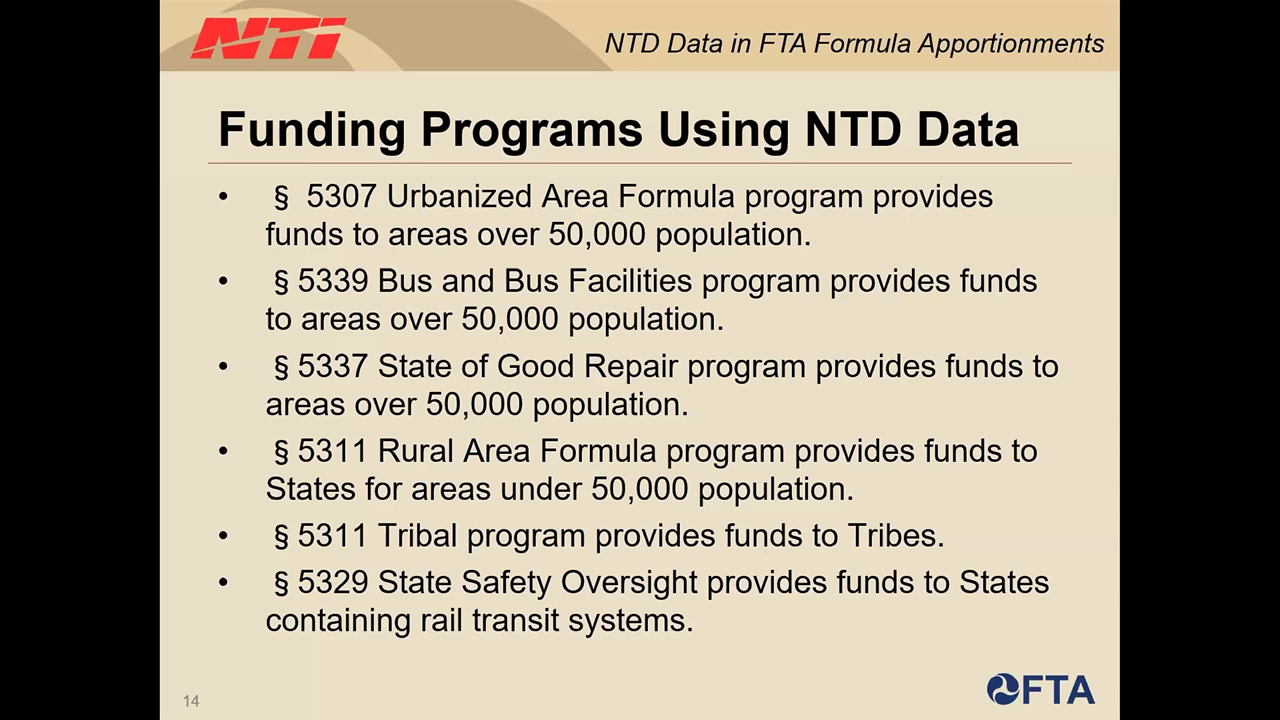 NTI
NTD Data in FTA Formula Apportionments
Funding Programs Using NTD Data
• § 5307 Urbanized Area Formula program provides
funds to areas over 50,000 population.
• §5339 Bus and Bus Facilities program provides funds
to areas over 50,000 population.
• §5337 State of Good Repair program provides funds to
areas over 50,000 population.
• §5311 Rural Area Formula program provides funds to
States for areas under 50,000 population.
• §5311 Tribal program provides funds to Tribes.
• §5329 State Safety Oversight provides funds to States
containing rail transit systems.
14
FTA